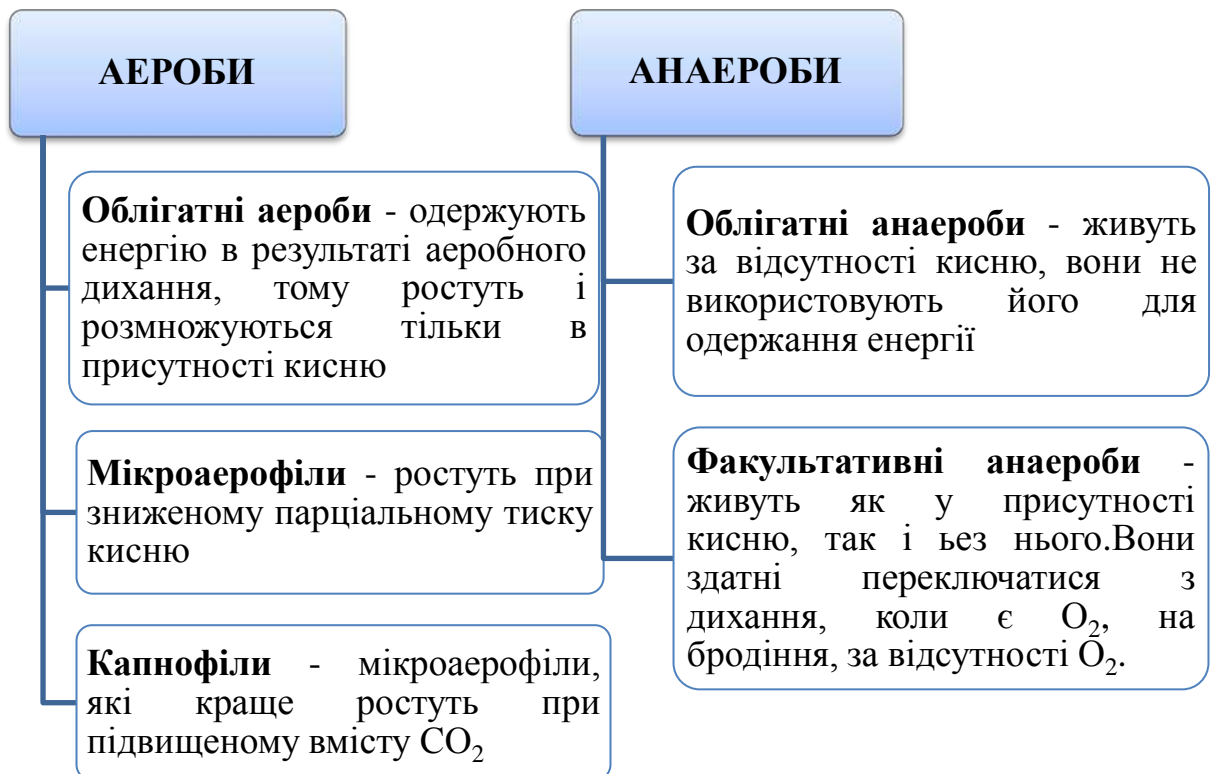 АЕРОБИ
Облігатні аероби - одержують
енергію в результаті аеробного
дихання, тому ростуть і
розмножуються тільки в
присутності кисню
Мікроаерофіли - ростуть при
зниженому парціальному тиску
кисню
Капнофіли - мікроаерофіли,
які краще ростуть при
підвищеному вмісту CO₂
АНАЕРОБИ
Облігатні анаероби - живуть
за відсутності кисню, вони не
використовують його для
одержання енергії
Факультативні анаероби -
живуть як у присутності
кисню, так і ьез нього.Вони
здатні переключатися з
дихання, коли є O₂, на
бродіння, за відсутності O₂.